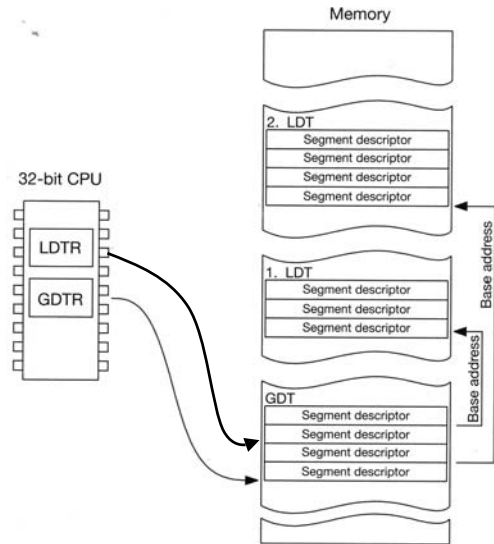 Memory
2. LDT
Segment descriptor
Segment descriptor
Segment descriptor
Segment descriptor
32-bit CPU
LDTR
GDTR
1. LDT
Segment descriptor
Segment descriptor
Segment descriptor
Base address
Base address
GDT
Segment descriptor
Segment descriptor
Segment descriptor
Segment descriptor